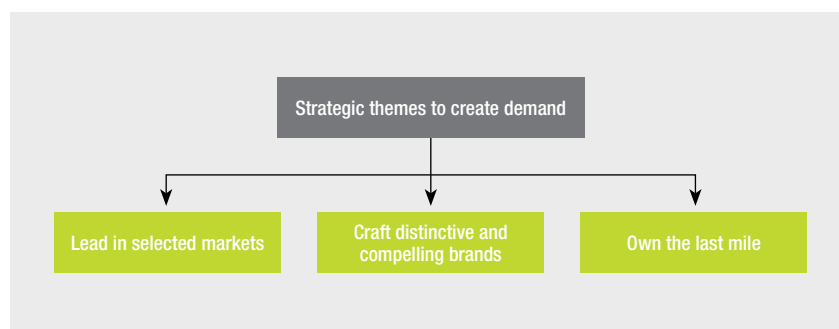 Strategic themes to create demand
Lead in selected markets
Craft distinctive and
compelling brands
Own the last mile